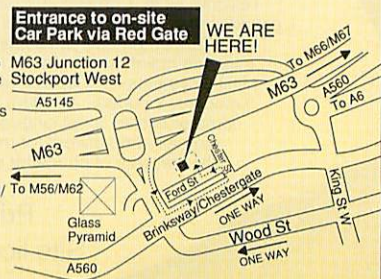 Entrance to on-site
Car Park via Red Gate
WE ARE
HERE!
M63 Junction 12
Stockport West
To M66/M67
M63
A560
To A6
A5145
M63
To M56/M62
Ford St
Brinksway/Chestergate
ONE WAY
King St W
Glass
Pyramid
Wood St
ONE WAY
A560